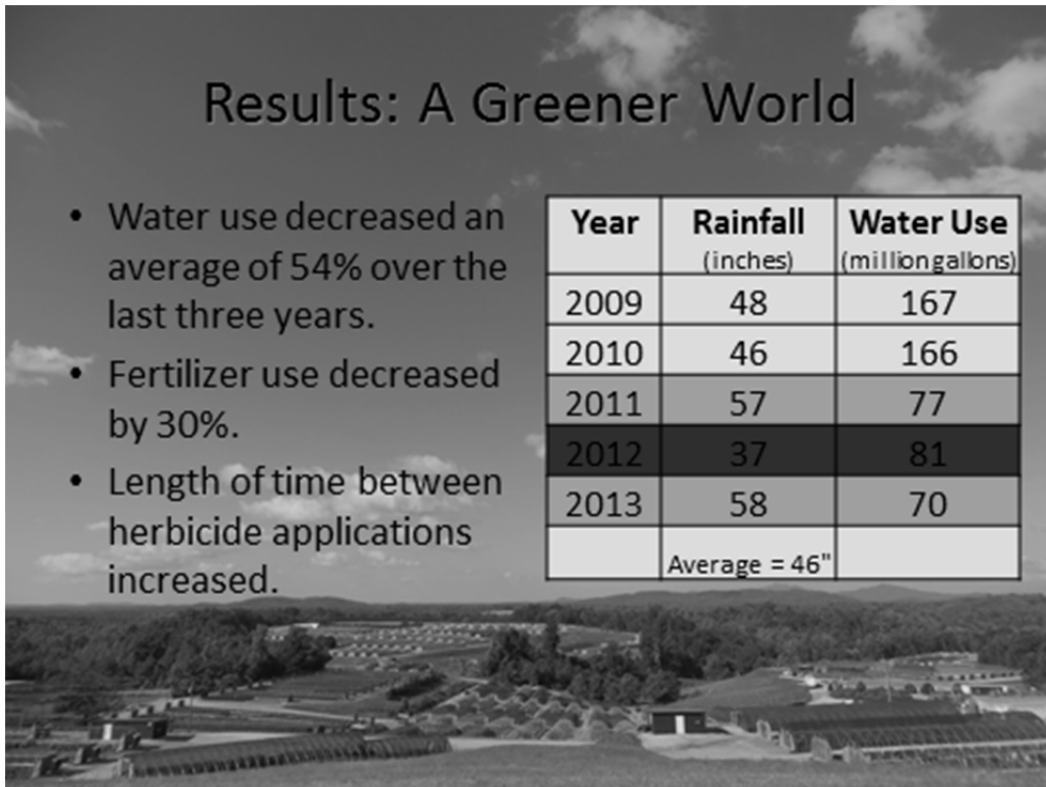 Results: A Greener World
• Water use decreased an
average of 54% over the
last three years.
• Fertilizer use decreased
by 30%.
• Length of time between
herbicide applications
increased.
Year Rainfall Water Use
(inches) (million gallons)
2009 48 167
2010 46 166
2011 57 77
2012 37 81
2013 58 70
Average = 46"